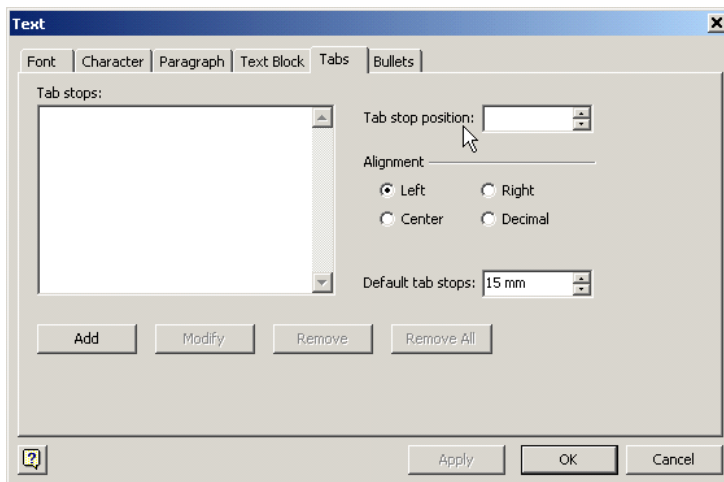 Text
Font Character Paragraph Text Block Tabs Bullets
Tab stops:
Tab stop position:
Alignment
Left Right
Center Decimal
Default tab stops: 15 mm
Add Modify Remove Remove All
Apply OK Cancel